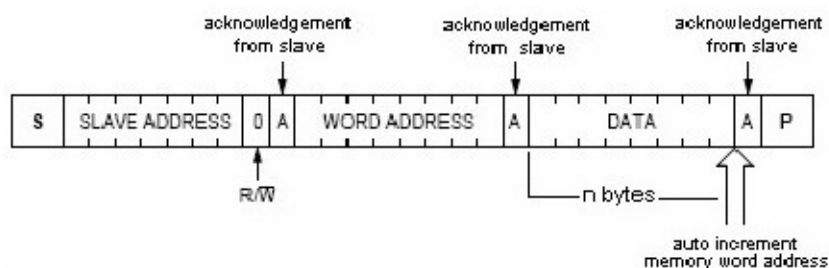 acknowledgement acknowledgement acknowledgement
from slave from slave from slave
S SLAVE ADDRESS 0 A WORD ADDRESS A DATA A P
R/W̅
n bytes
auto increment
memory word address